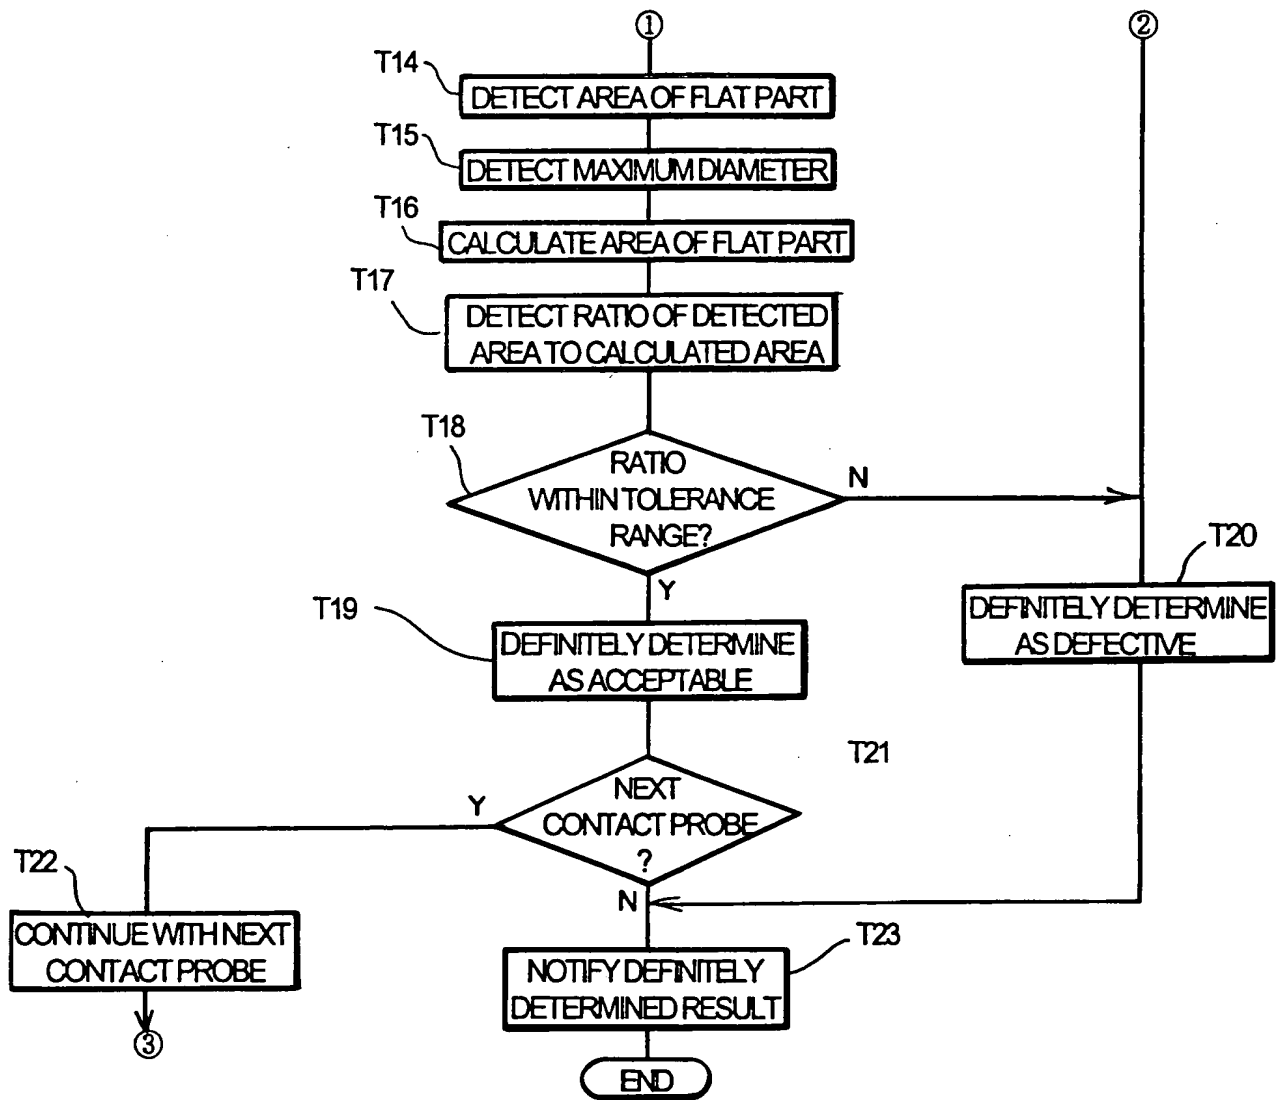 ①
②
T14
DETECT AREA OF FLAT PART
T15
DETECT MAXIMUM DIAMETER
T16
CALCULATE AREA OF FLAT PART
T17
DETECT RATIO OF DETECTED
AREA TO CALCULATED AREA
T18
RATIO
WITHIN TOLERANCE
RANGE?
N
Y
T19
DEFINITELY DETERMINE
AS ACCEPTABLE
T20
DEFINITELY DETERMINE
AS DEFECTIVE
T21
NEXT
CONTACT PROBE
?
Y
N
T22
CONTINUE WITH NEXT
CONTACT PROBE
③
T23
NOTIFY DEFINITELY
DETERMINED RESULT
END